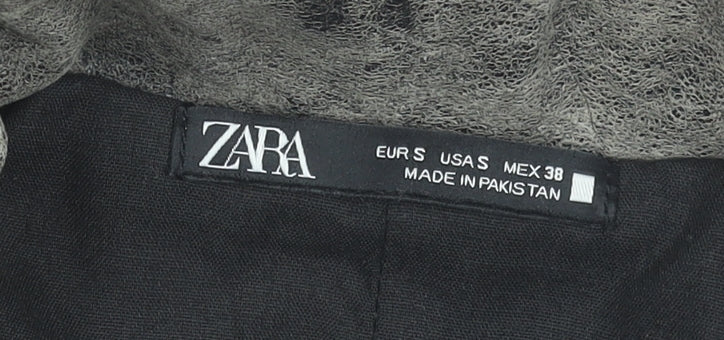 ZARA
EUR S USA S MEX 38
MADE IN PAKISTAN